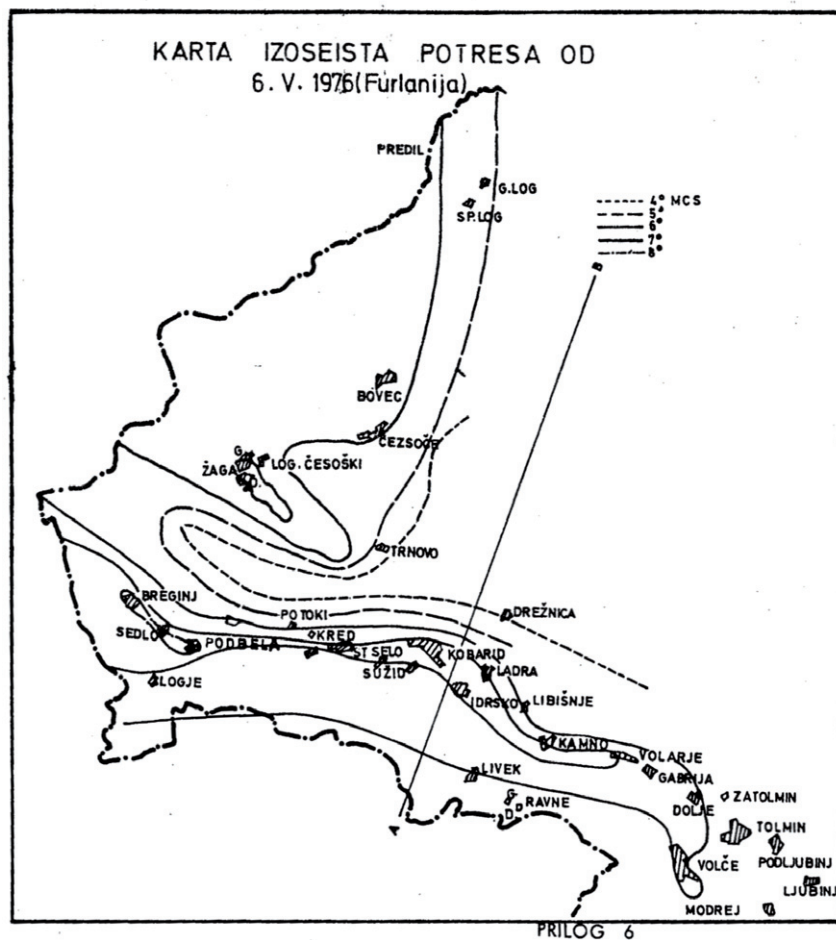 KARTA IZOSEISTA POTRESA OD
6. V. 1976 (Furlanija)
PREDIL
G.LOG
SP.LOG
4° MCS
5°
6°
7°
8°
B
BOVEC
ČEZSOČE
G.
ŽAGA
LOG. ČESOŠKI
D.
TRNOVO
BREGINJ
DREŽNICA
POTOKI
SEDLO
KRED
PODBELA
ST SELO
KOBARID
SUŽID
LADRA
LOGJE
IDRSKO
LIBIŠNJE
KAMNO
VOLARJE
GABRIJA
LIVEK
G.
RAVNE
D.
DOLJE
ZATOLMIN
A
TOLMIN
PODLJUBINJ
VOLČE
LJUBINJ
MODREJ
PRILOG 6